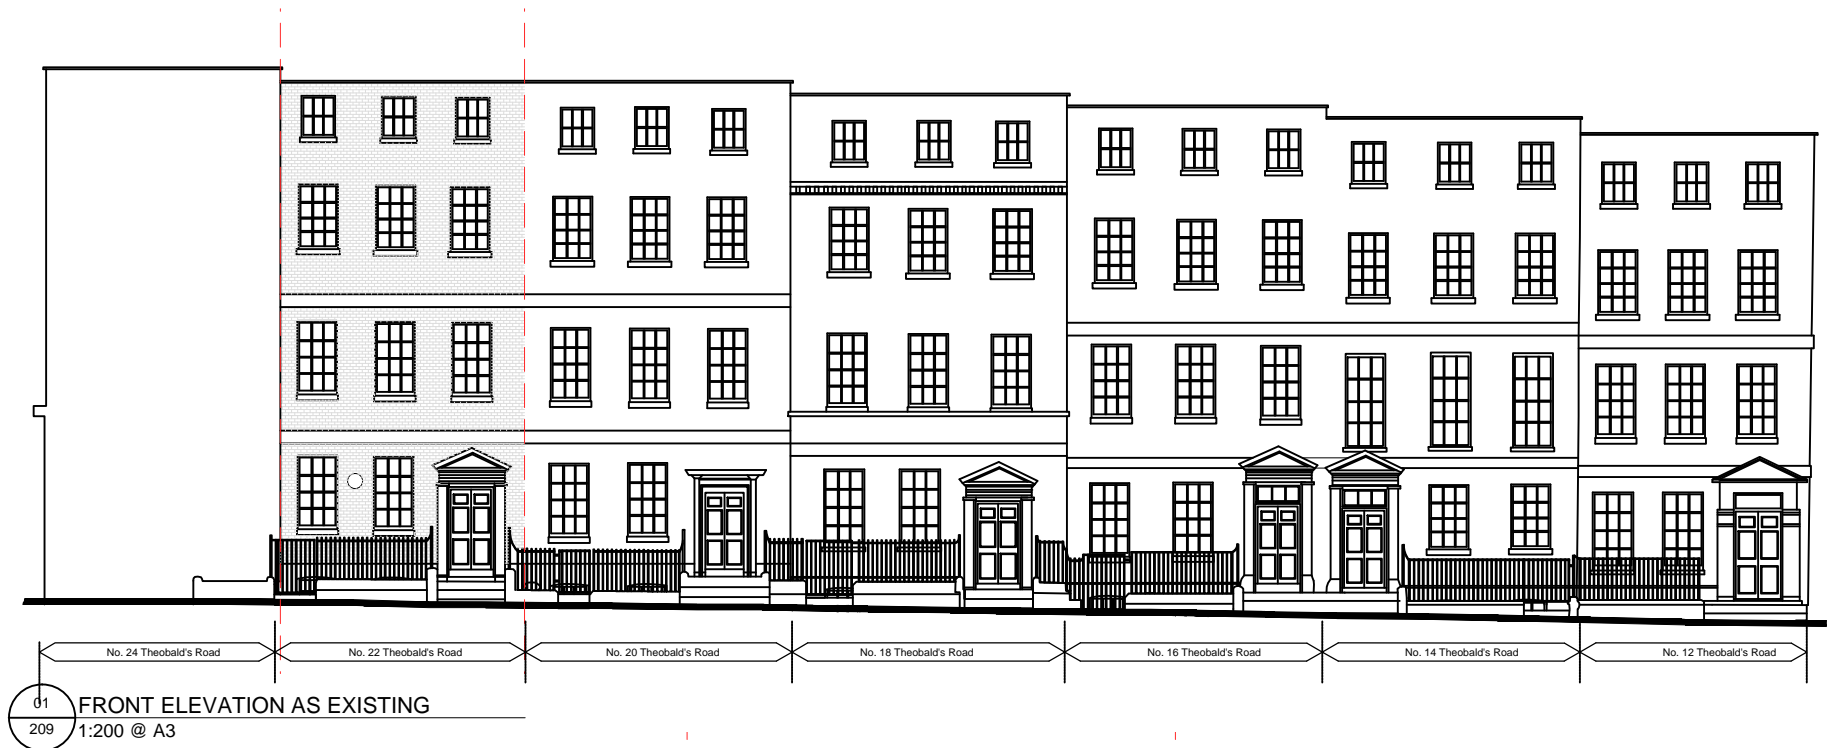 No. 24 Theobald's Road
No. 22 Theobald's Road
No. 20 Theobald's Road
No. 18 Theobald's Road
No. 16 Theobald's Road
No. 14 Theobald's Road
No. 12 Theobald's Road
01
FRONT ELEVATION AS EXISTING
209
1:200 @ A3